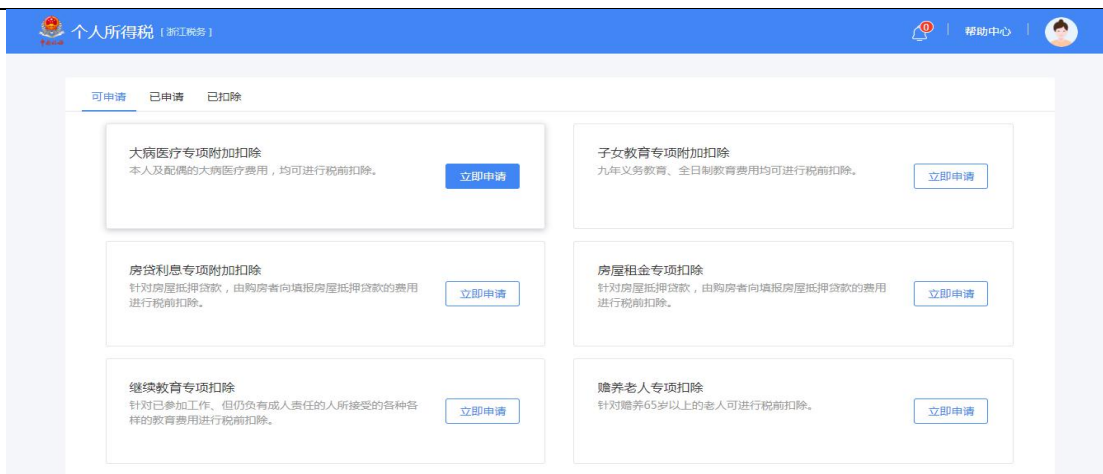 个人所得税 [ 浙江税务 ]
0
帮助中心
可申请 已申请 已扣除
大病医疗专项附加扣除
本人及配偶的大病医疗费用，均可进行税前扣除。
立即申请
子女教育专项附加扣除
九年义务教育、全日制教育费用均可进行税前扣除。
立即申请
房贷利息专项附加扣除
针对房屋抵押贷款，由购房者向填报房屋抵押贷款的费用
进行税前扣除。
立即申请
房屋租金专项扣除
针对房屋抵押贷款，由购房者向填报房屋抵押贷款的费用
进行税前扣除。
立即申请
继续教育专项扣除
针对已参加工作、但仍负有成人责任的人所接受的各种各
样的教育费用进行税前扣除。
立即申请
赡养老人专项扣除
针对赡养65岁以上的老人可进行税前扣除。
立即申请